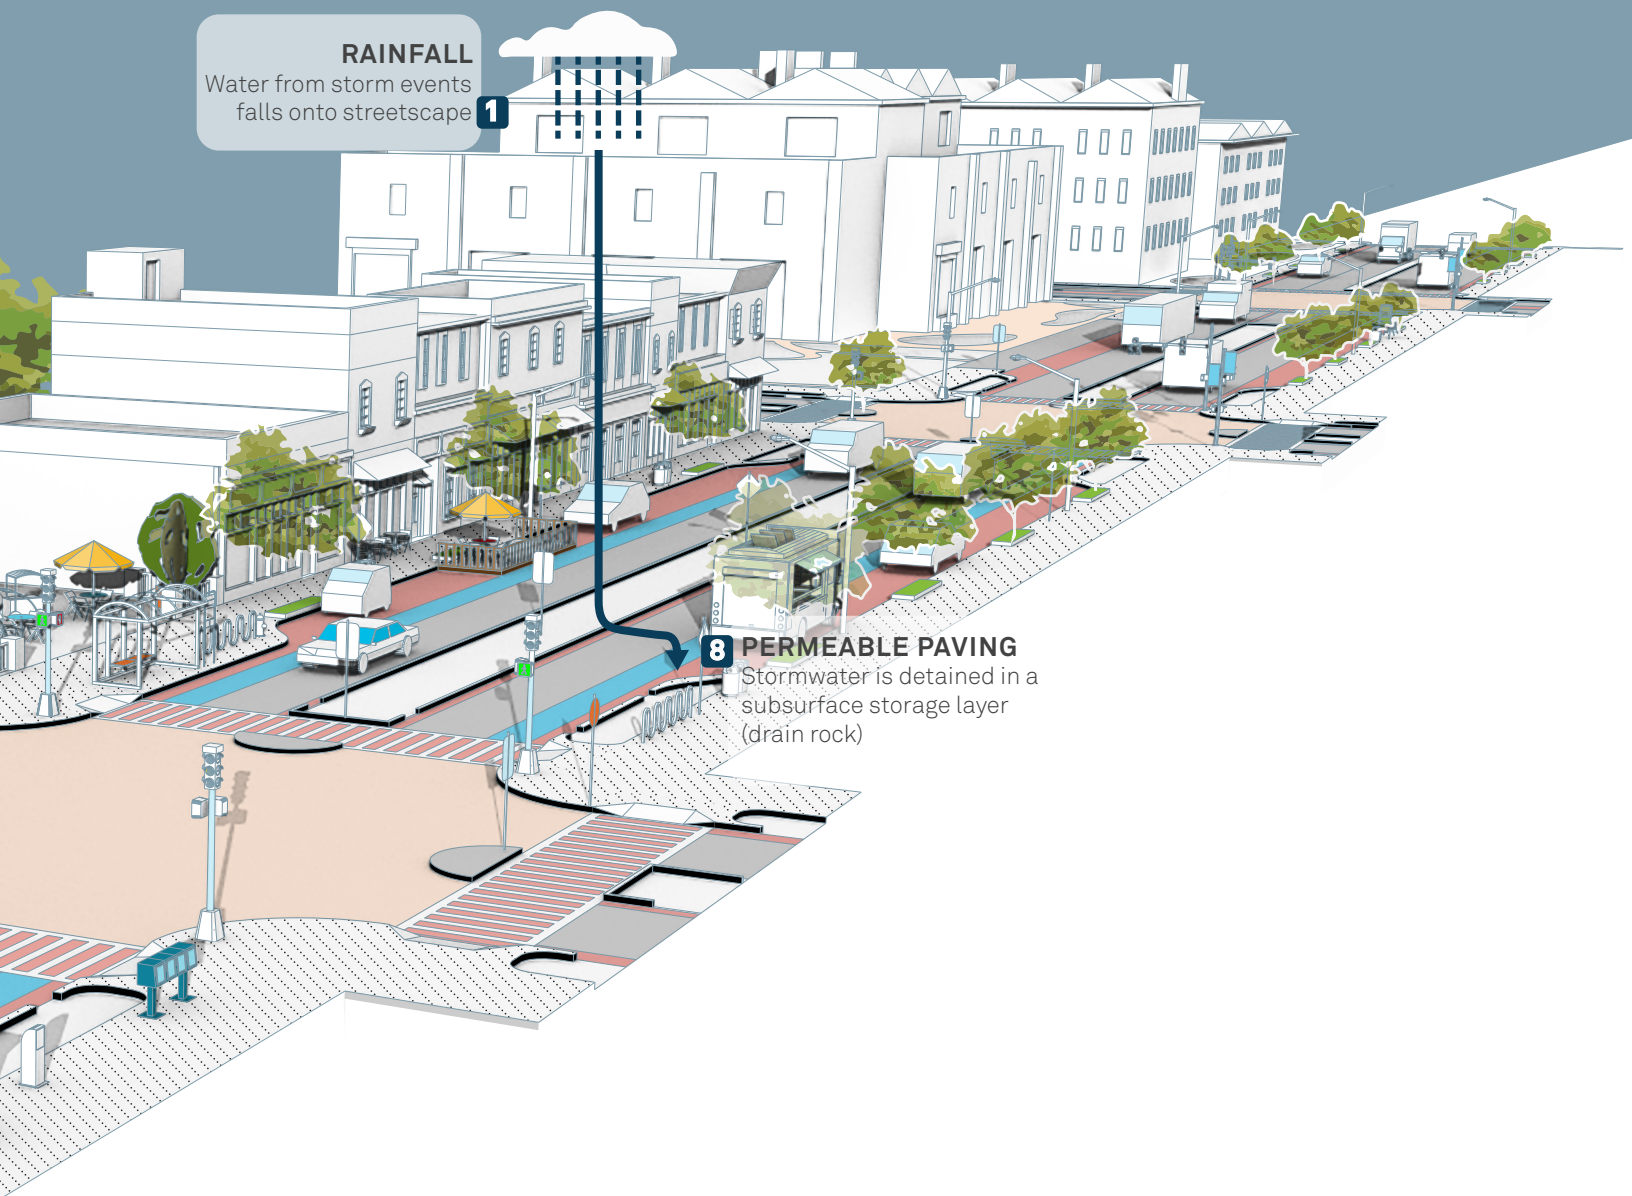 RAINFALL
Water from storm events
falls onto streetscape
1
8
PERMEABLE PAVING
Stormwater is detained in a
subsurface storage layer
(drain rock)